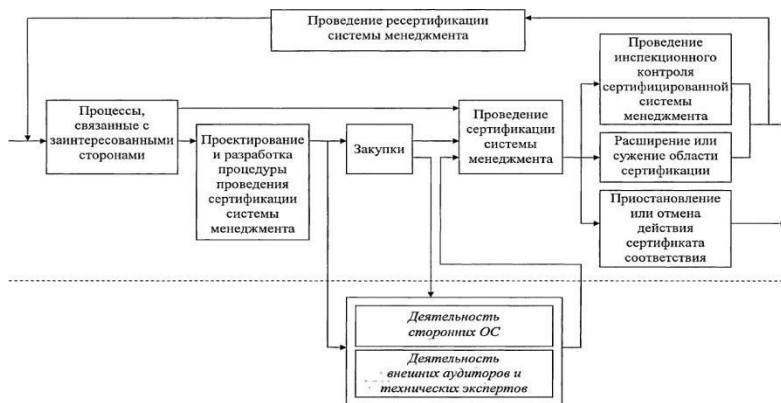 Проведение ресертификации
системы менеджмента
Процессы,
связанные с
заинтересованными
сторонами
Проектирование
и разработка
процедуры
проведения
сертификации
системы
менеджмента
Закупки
Проведение
сертификации
системы
менеджмента
Проведение
инспекционного
контроля
сертифицированной
системы
менеджмента
Расширение или
сужение области
сертификации
Приостановление
или отмена
действия
сертификата
соответствия
Деятельность
сторонних ОС
Деятельность
внешних аудиторов и
технических экспертов